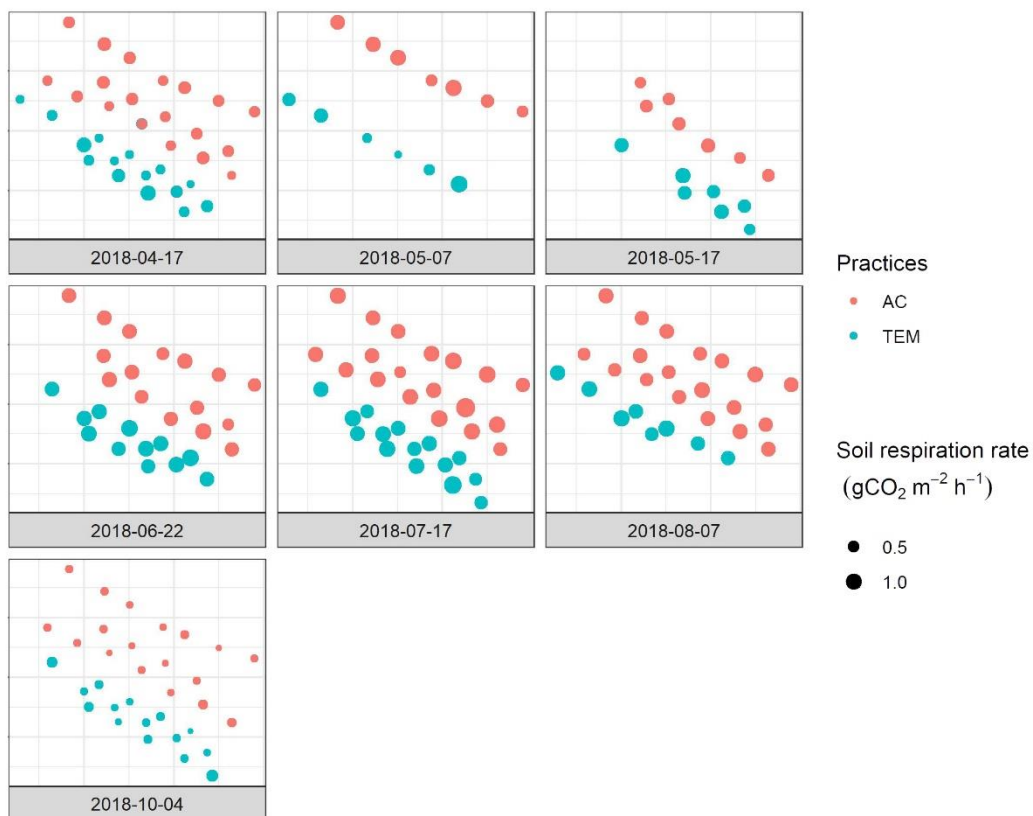 2018-04-17
2018-05-07
2018-05-17
2018-06-22
2018-07-17
2018-08-07
2018-10-04
Practices
AC
TEM
Soil respiration rate
(gCO₂ m⁻² h⁻¹)
0.5
1.0